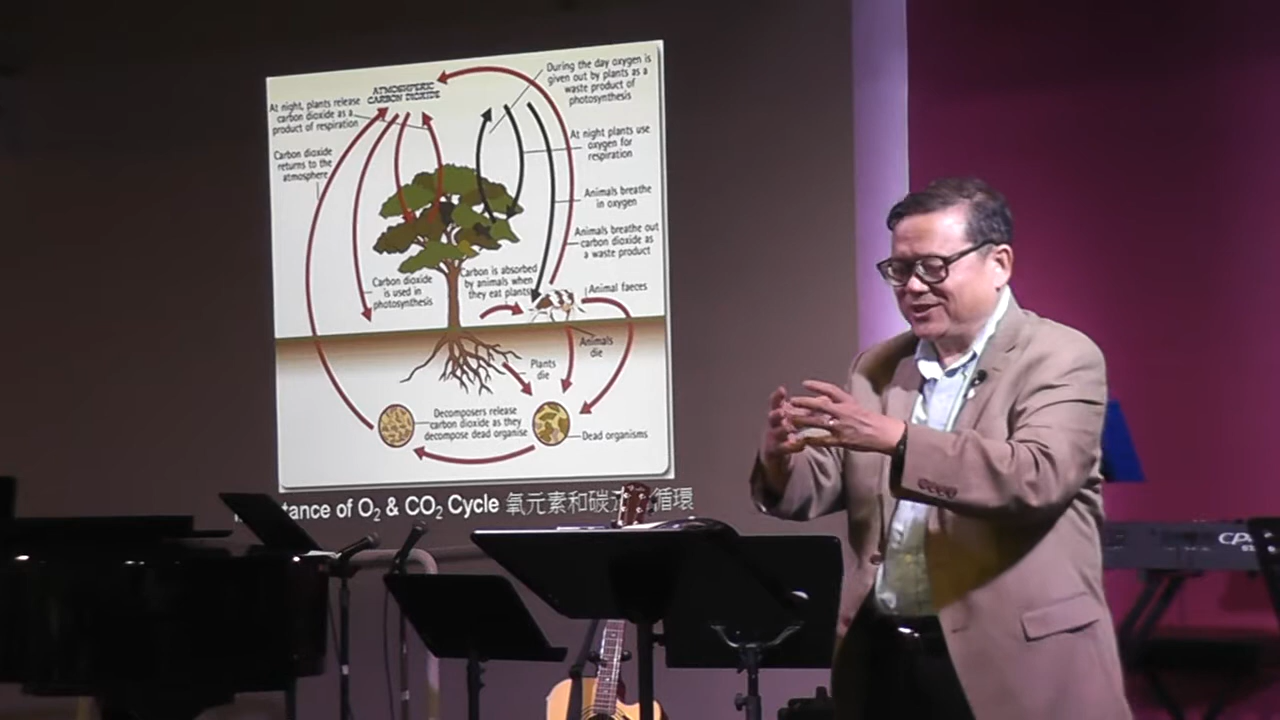 ATMOSPHERIC
CARBON DIOXIDE
At night, plants release
carbon dioxide as a
product of respiration
Carbon dioxide
returns to the
atmosphere
During the day oxygen is
given out by plants as a
waste product of
photosynthesis
At night plants use
oxygen for
respiration
Animals breathe
in oxygen
Animals breathe out
carbon dioxide as
a waste product
Carbon dioxide
is used in
photosynthesis
Carbon is absorbed
by animals when
they eat plants
Animal faeces
Animals
die
Plants
die
Decomposers release
carbon dioxide as they
decompose dead organise
Dead organisms
of O₂ & CO₂ Cycle 氧元素和碳 循環